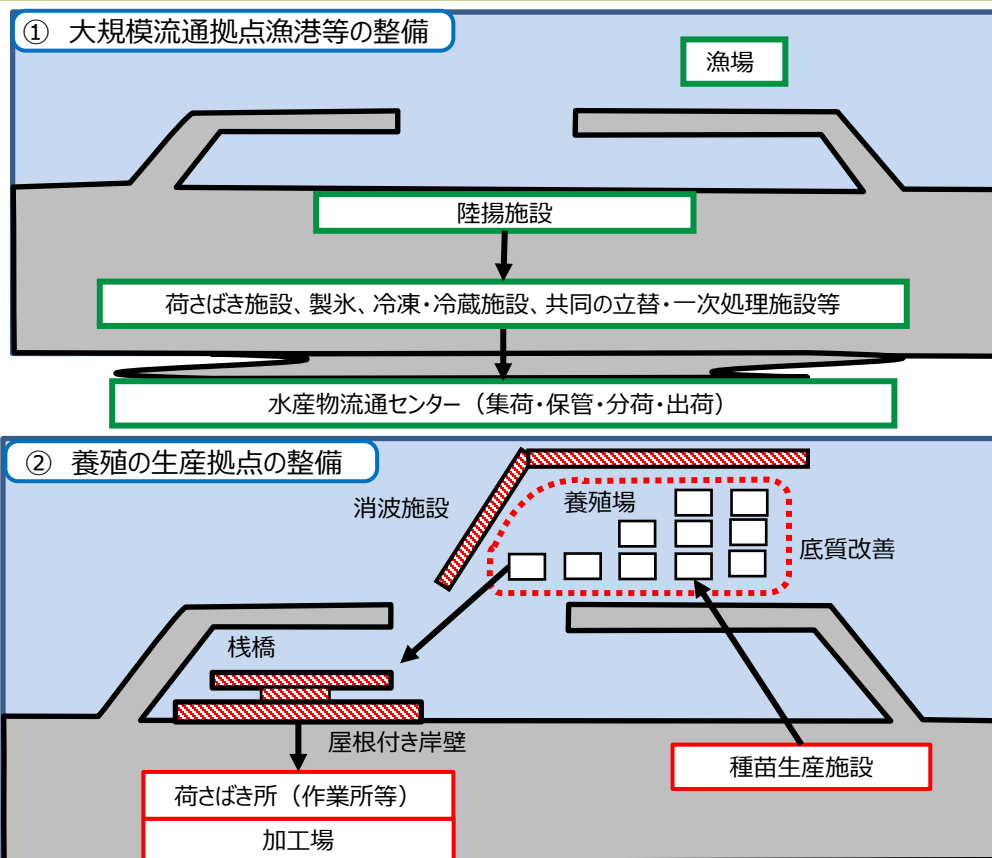 ① 大規模流通拠点漁港等の整備
漁場
陸揚施設
荷さばき施設、製氷、冷凍・冷蔵施設、共同の立替・一次処理施設等
水産物流通センター（集荷・保管・分荷・出荷）
② 養殖の生産拠点の整備
消波施設
養殖場
底質改善
桟橋
屋根付き岸壁
種苗生産施設
荷さばき所（作業所等）
加工場